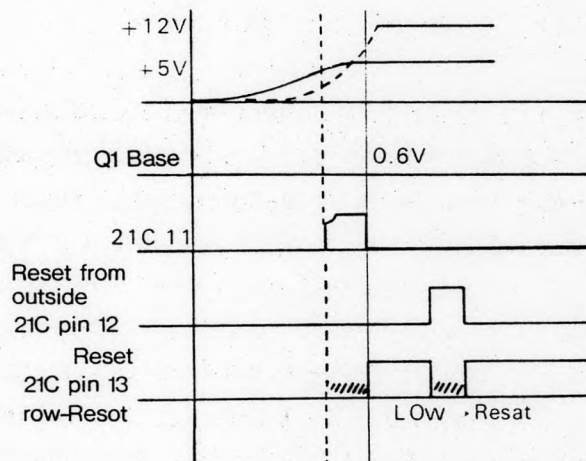 +12V
+5V
Q1 Base
0.6V
21C 11
Reset from
outside
21C pin 12
Reset
21C pin 13
row-Resot
LOw Resat